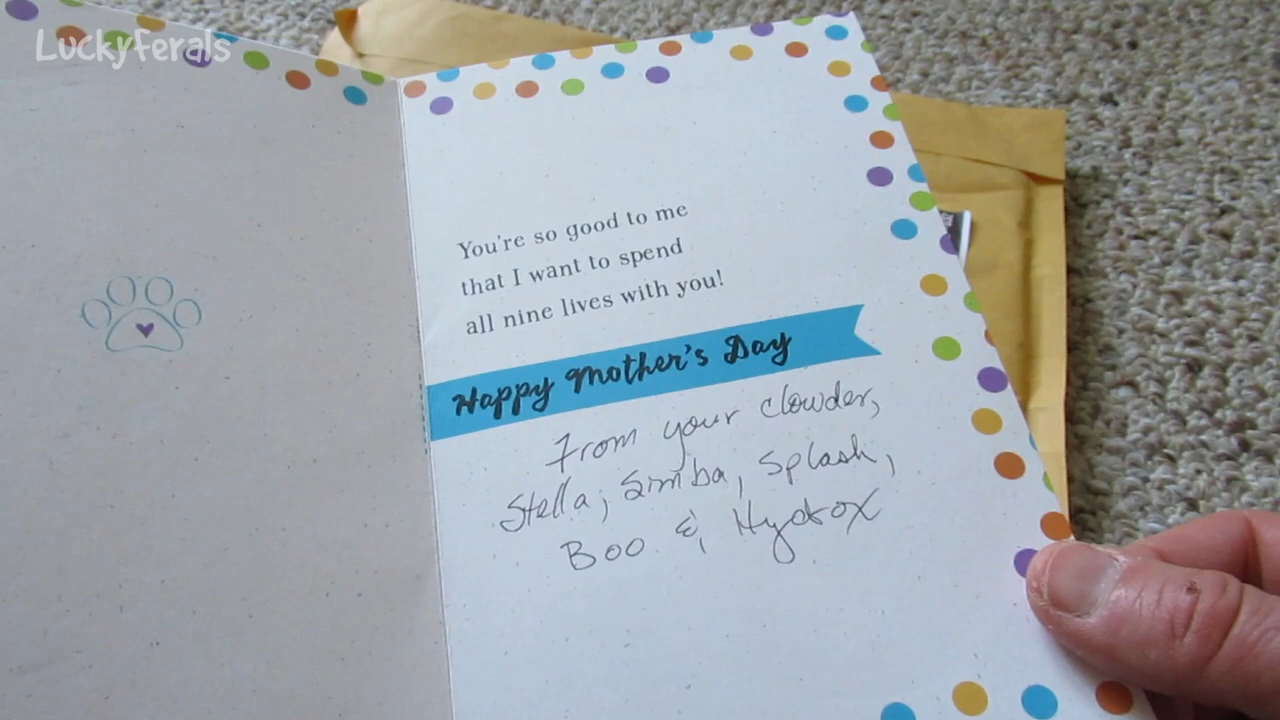 LuckyFerals
You're so good to me
that I want to spend
all nine lives with you!
Happy Mother's Day
From your clowder,
Stella, Simba, Splash,
Boo & Hydrox